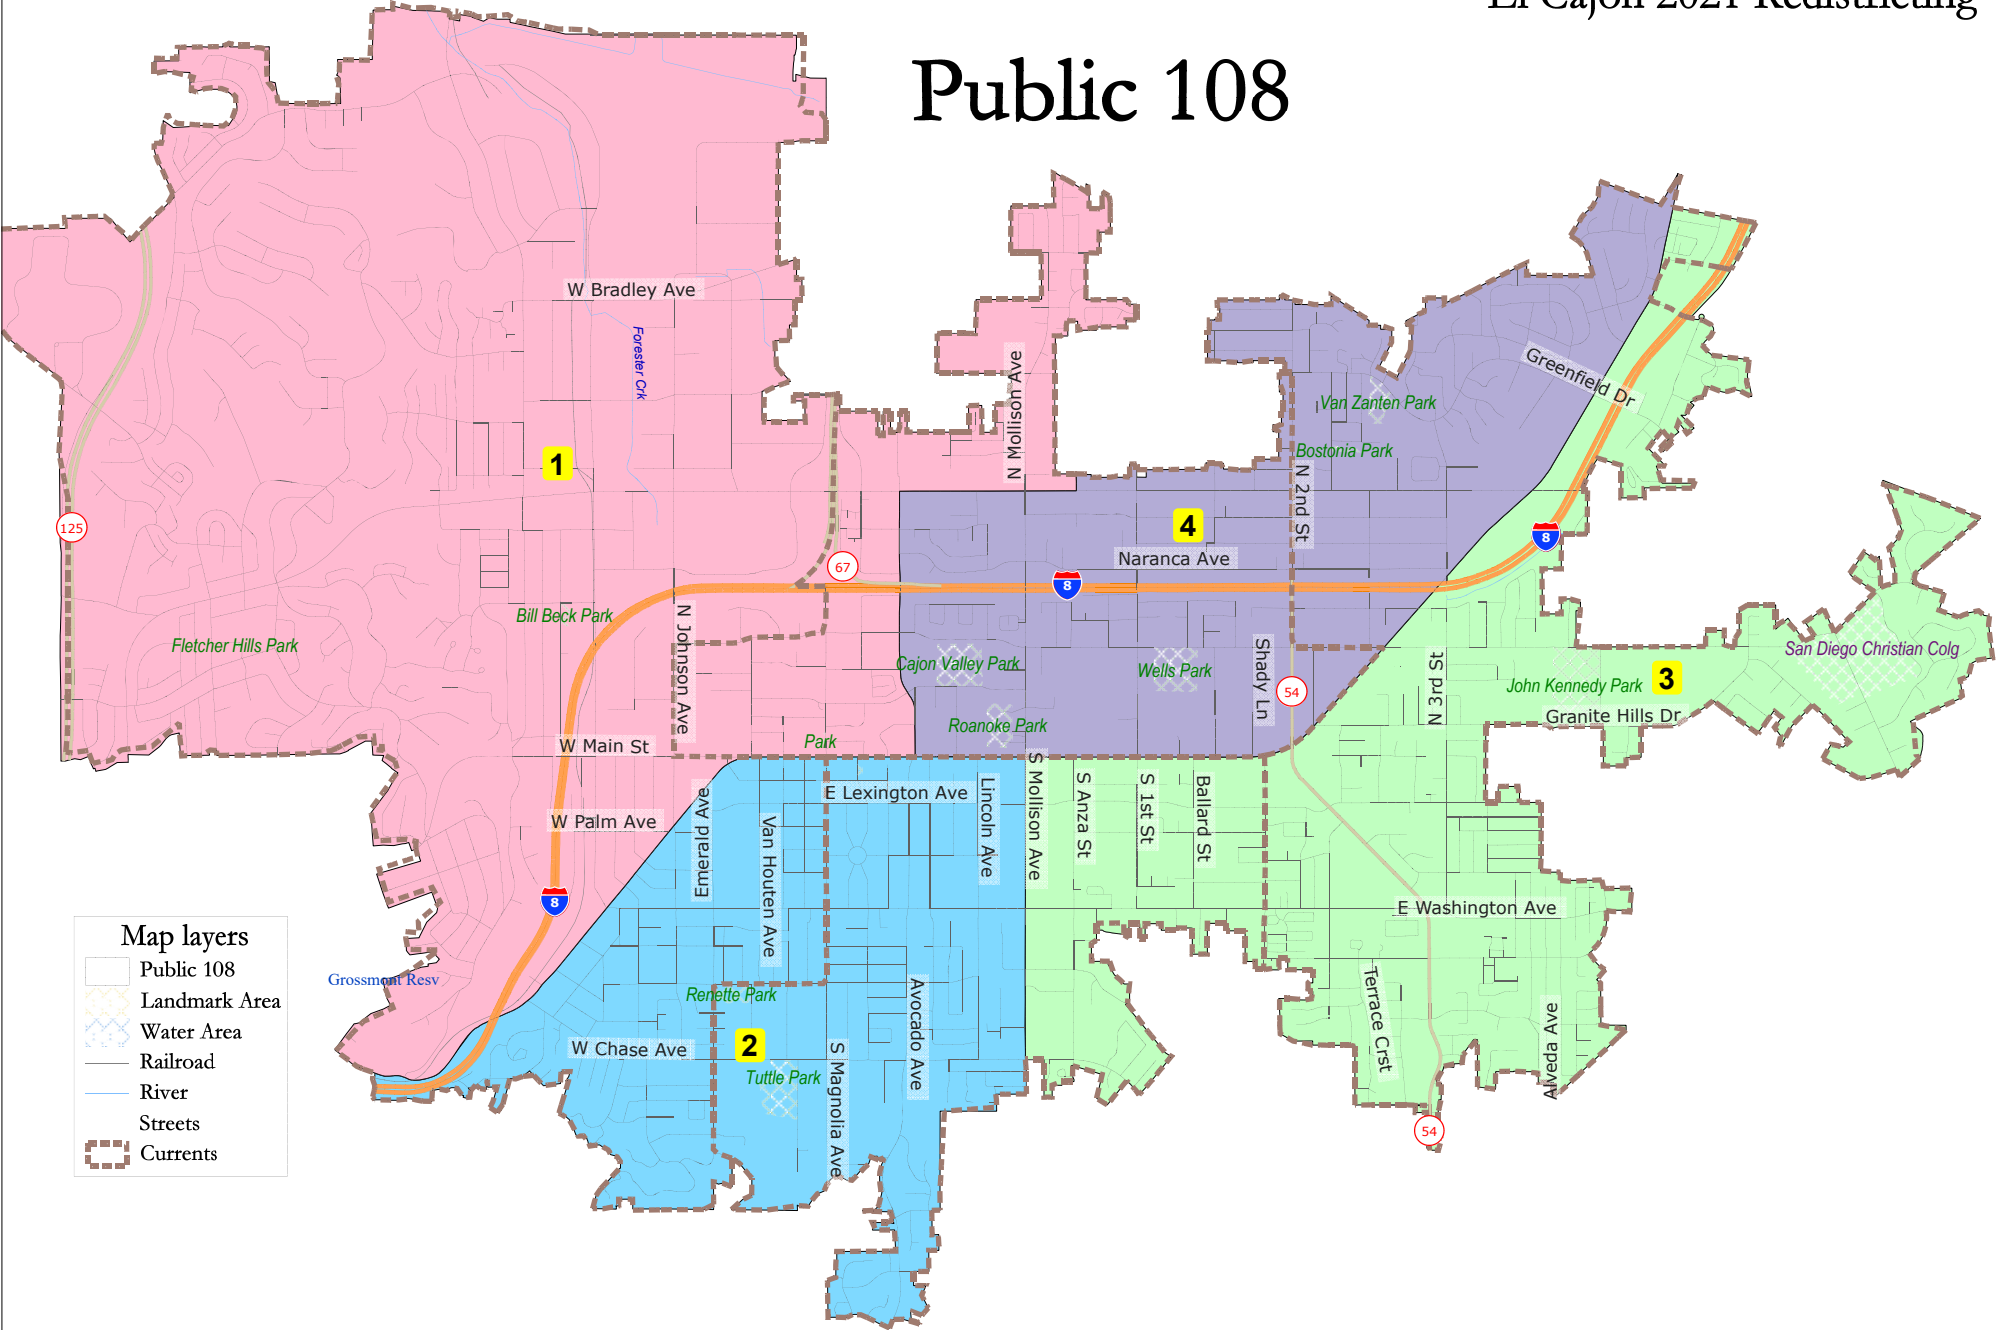 El Cajon 2021 Redistricting
Public 108
W Bradley Ave
Forester Crk
N Mollison Ave
Greenfield Dr
Van Zanten Park
Bostonia Park
N 2nd St
1
4
125
67
8
8
Naranca Ave
Bill Beck Park
Fletcher Hills Park
N Johnson Ave
Cajon Valley Park
Wells Park
Shady Ln
54
N 3rd St
San Diego Christian Colg
John Kennedy Park
3
Granite Hills Dr
Roanoke Park
Park
W Main St
E Lexington Ave
Lincoln Ave
S Mollison Ave
S Anza St
S 1st St
Ballard St
W Palm Ave
Emerald Ave
Van Houten Ave
8
E Washington Ave
Grossmont Resv
Renette Park
Avocado Ave
Terrace Crst
Alveda Ave
2
W Chase Ave
Tuttle Park
S Magnolia Ave
54
Map layers
Public 108
Landmark Area
Water Area
Railroad
River
Streets
Currents